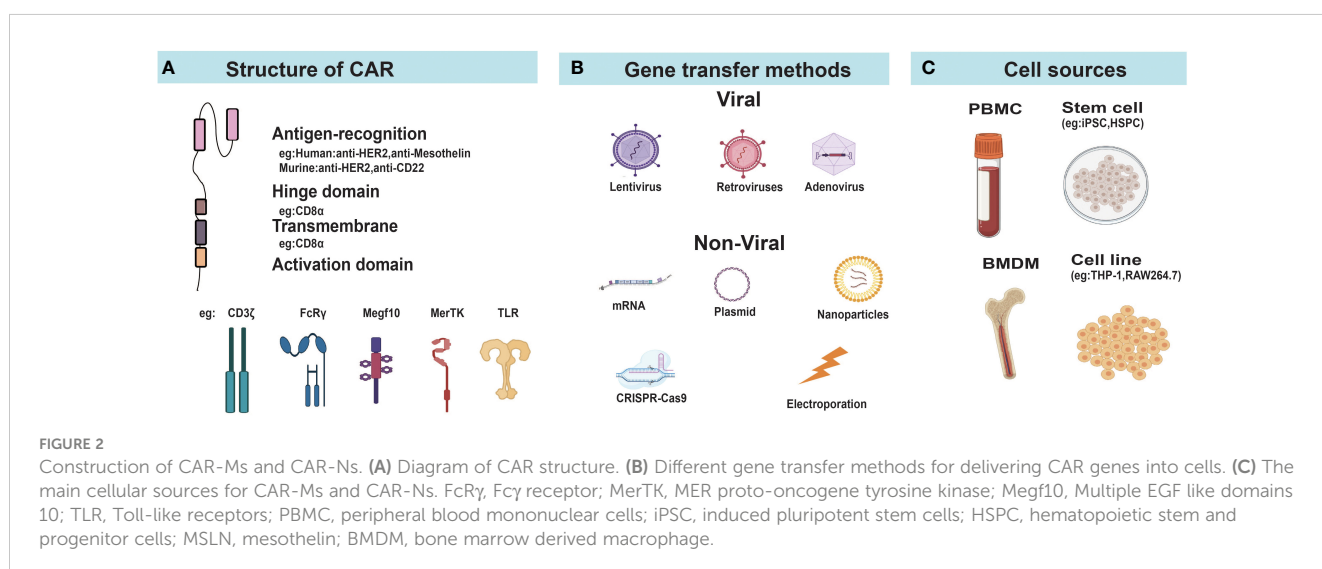 A Structure of CAR
Antigen-recognition
eg:Human:anti-HER2,anti-Mesothelin
Murine:anti-HER2,anti-CD22
Hinge domain
eg:CD8α
Transmembrane
eg:CD8α
Activation domain
eg: CD3ζ FcRγ Megf10 MerTK TLR
B Gene transfer methods
Viral
Lentivirus Retroviruses Adenovirus
Non-Viral
mRNA Plasmid Nanoparticles
CRISPR-Cas9 Electroporation
C Cell sources
PBMC Stem cell
(eg:iPSC,HSPC)
BMDM Cell line
(eg:THP-1,RAW264.7)
FIGURE 2
Construction of CAR-Ms and CAR-Ns. (A) Diagram of CAR structure. (B) Different gene transfer methods for delivering CAR genes into cells. (C) The
main cellular sources for CAR-Ms and CAR-Ns. FcRγ, Fcγ receptor; MerTK, MER proto-oncogene tyrosine kinase; Megf10, Multiple EGF like domains
10; TLR, Toll-like receptors; PBMC, peripheral blood mononuclear cells; iPSC, induced pluripotent stem cells; HSPC, hematopoietic stem and
progenitor cells; MSLN, mesothelin; BMDM, bone marrow derived macrophage.